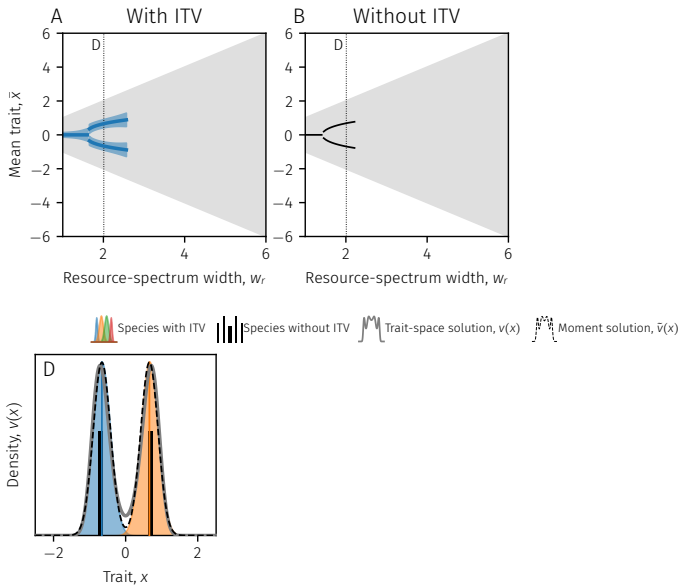 A With ITV
B Without ITV
6
4
2
0
−2
−4
−6
D
Mean trait, x̄
2 4 6
Resource-spectrum width, wᵣ
6
4
2
0
−2
−4
−6
D
2 4 6
Resource-spectrum width, wᵣ
Species with ITV Species without ITV Trait-space solution, v(x) Moment solution, ṽ(x)
D
Density, v(x)
−2 0 2
Trait, x